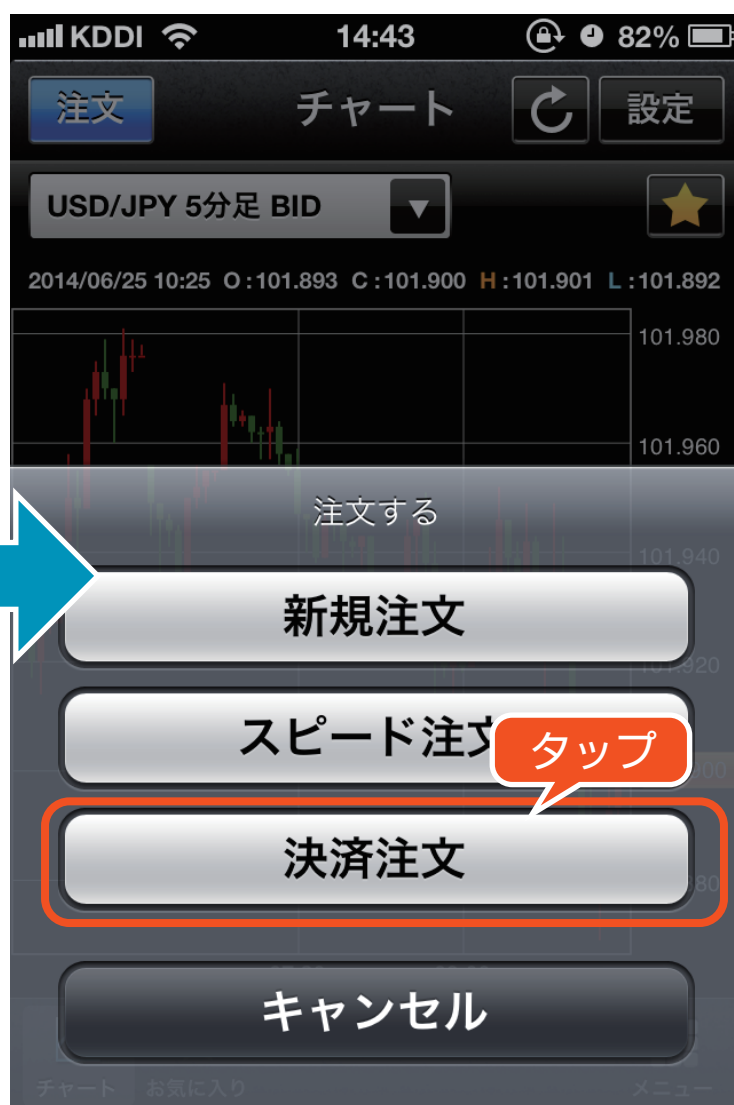 KDDI 14:43 82%
注文 チャート 設定
USD/JPY 5分足 BID ▼
2014/06/25 10:25 O:101.893 C:101.900 H:101.901 L:101.892
101.980
101.960
注文する
101.940
新規注文
101.920
スピード注文
タップ
決済注文
キャンセル
チャート お気に入り メニュー